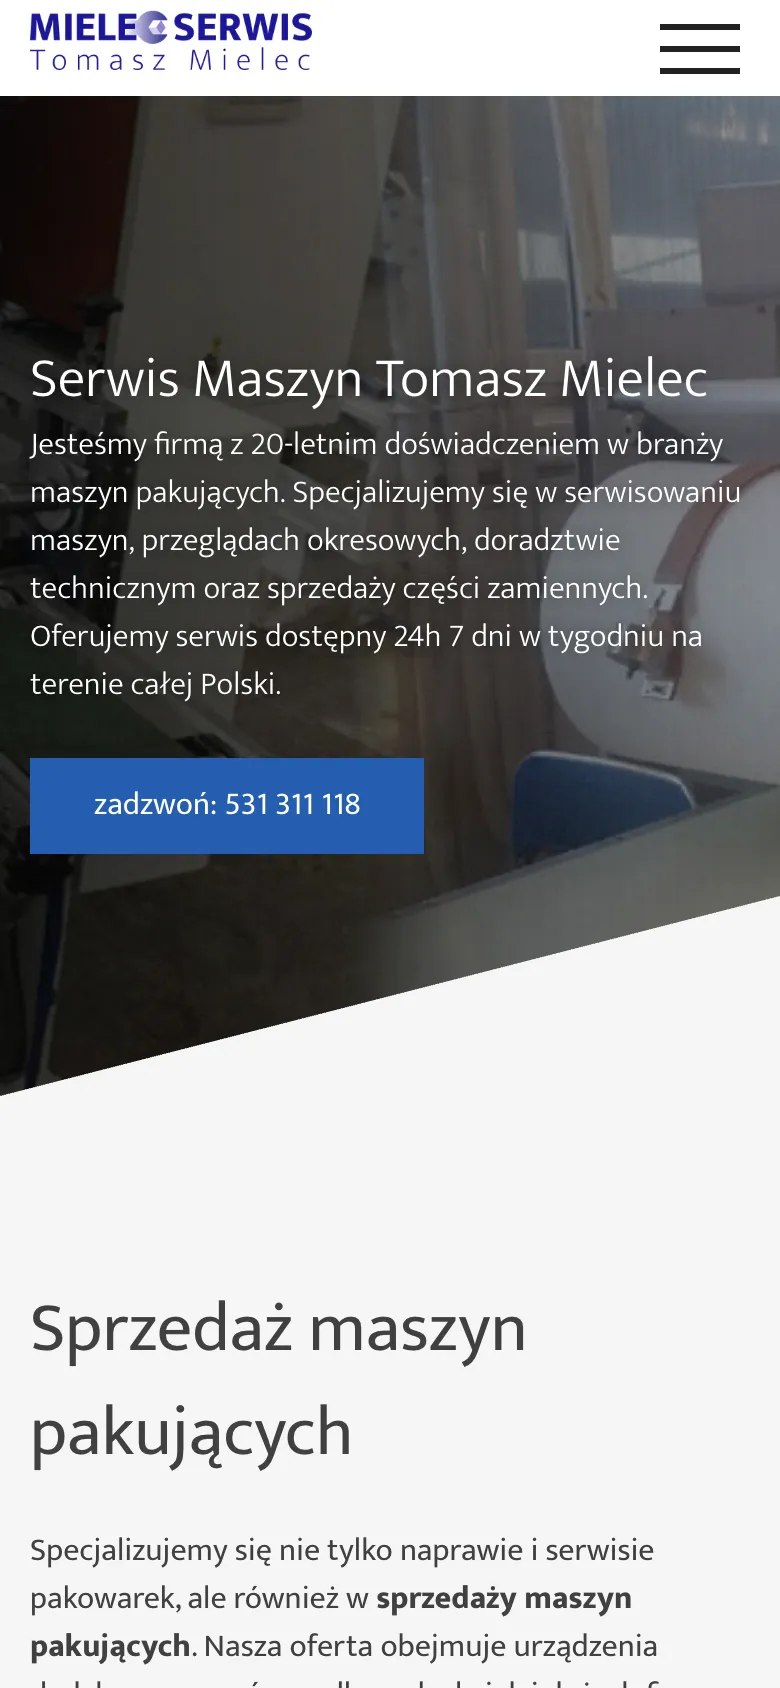 MIELEC SERWIS
Tomasz Mielec
Serwis Maszyn Tomasz Mielec
Jesteśmy firmą z 20-letnim doświadczeniem w branży
maszyn pakujących. Specjalizujemy się w serwisowaniu
maszyn, przeglądach okresowych, doradztwie
technicznym oraz sprzedaży części zamiennych.
Oferujemy serwis dostępny 24h 7 dni w tygodniu na
terenie całej Polski.
zadzwoń: 531 311 118
Sprzedaż maszyn
pakujących
Specjalizujemy się nie tylko naprawie i serwisie
pakowarek, ale również w sprzedaży maszyn
pakujących. Nasza oferta obejmuje urządzenia